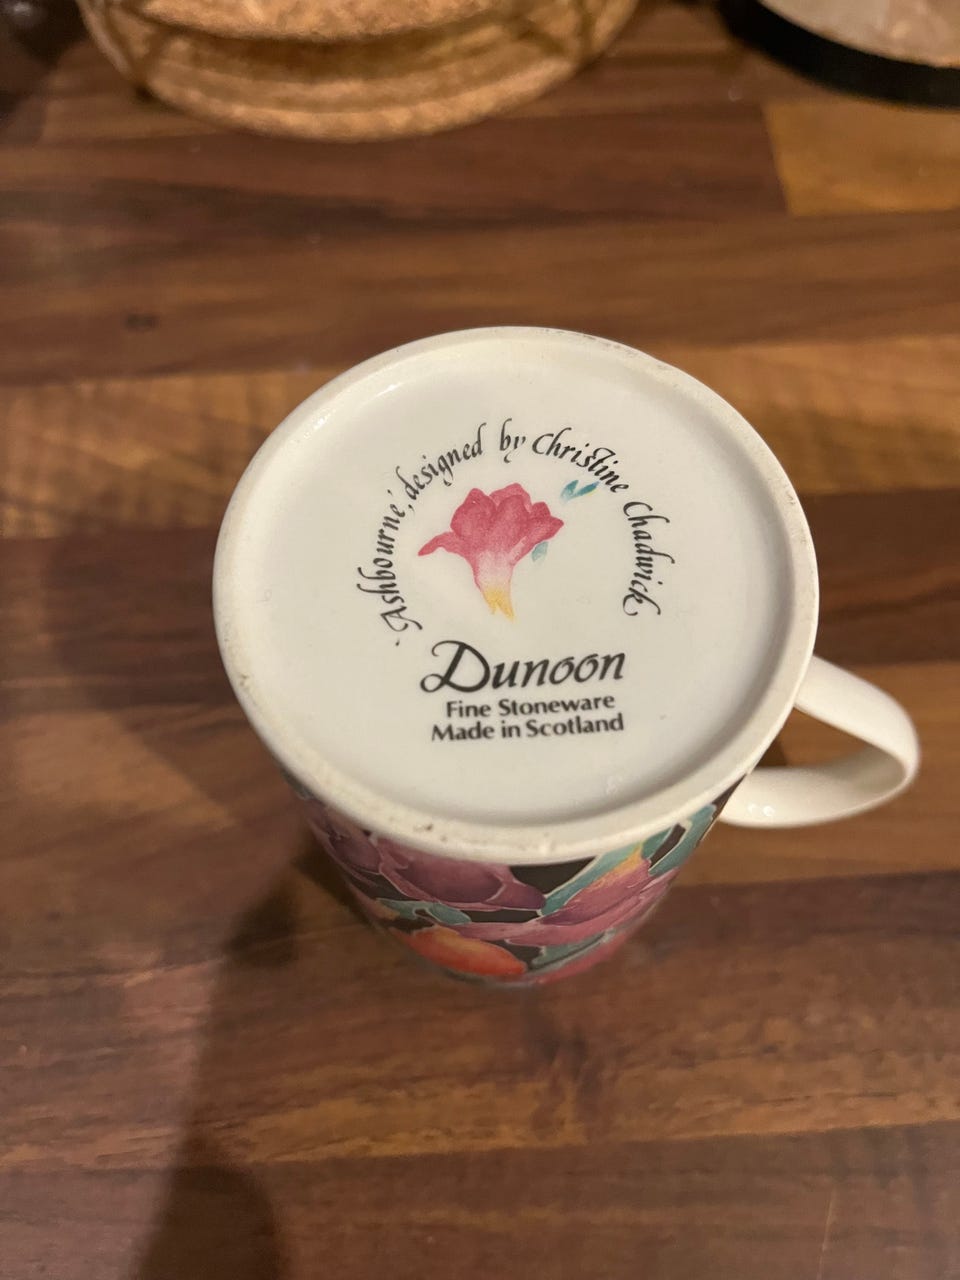 'Ashbourne', designed by Christine Chadwick
Dunoon
Fine Stoneware
Made in Scotland